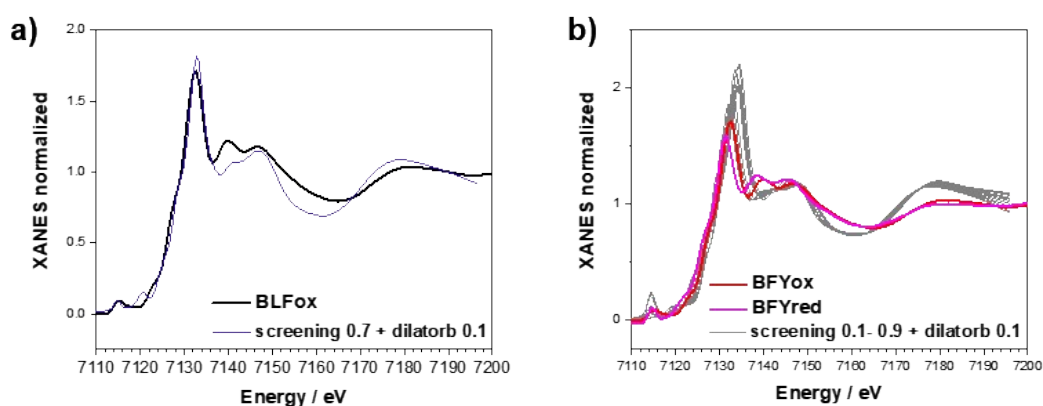 a)
XANES normalized
2.0
1.5
1.0
0.5
0.0
BLFox
screening 0.7 + dilatorb 0.1
7110 7120 7130 7140 7150 7160 7170 7180 7190 7200
Energy / eV
b)
XANES normalized
2
1
0
BFYox
BFYred
screening 0.1- 0.9 + dilatorb 0.1
7110 7120 7130 7140 7150 7160 7170 7180 7190 7200
Energy / eV